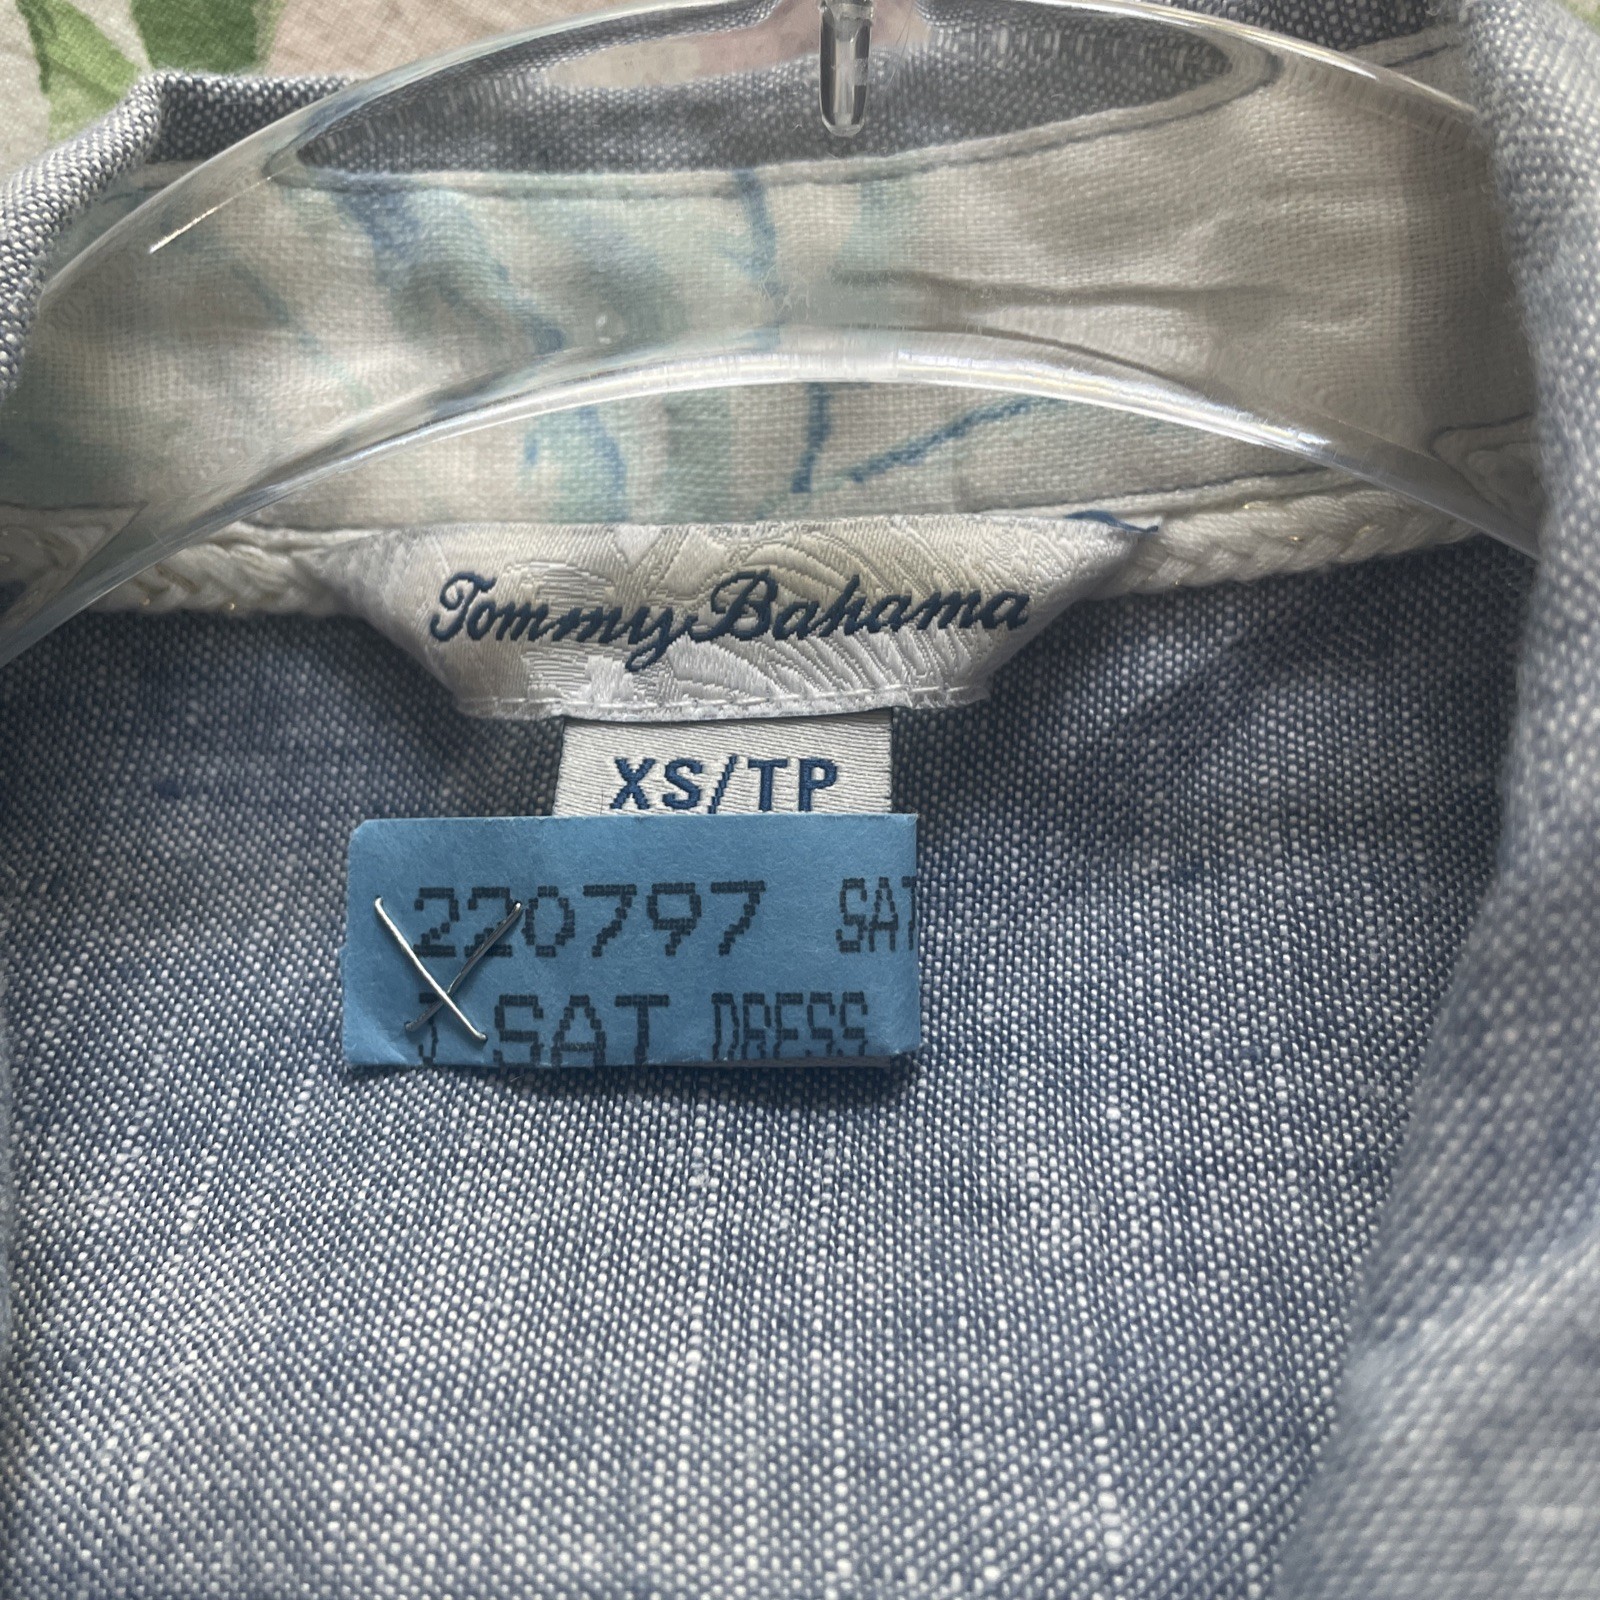 Tommy Bahama
XS/TP
220797 SAT
J SAT DRESS